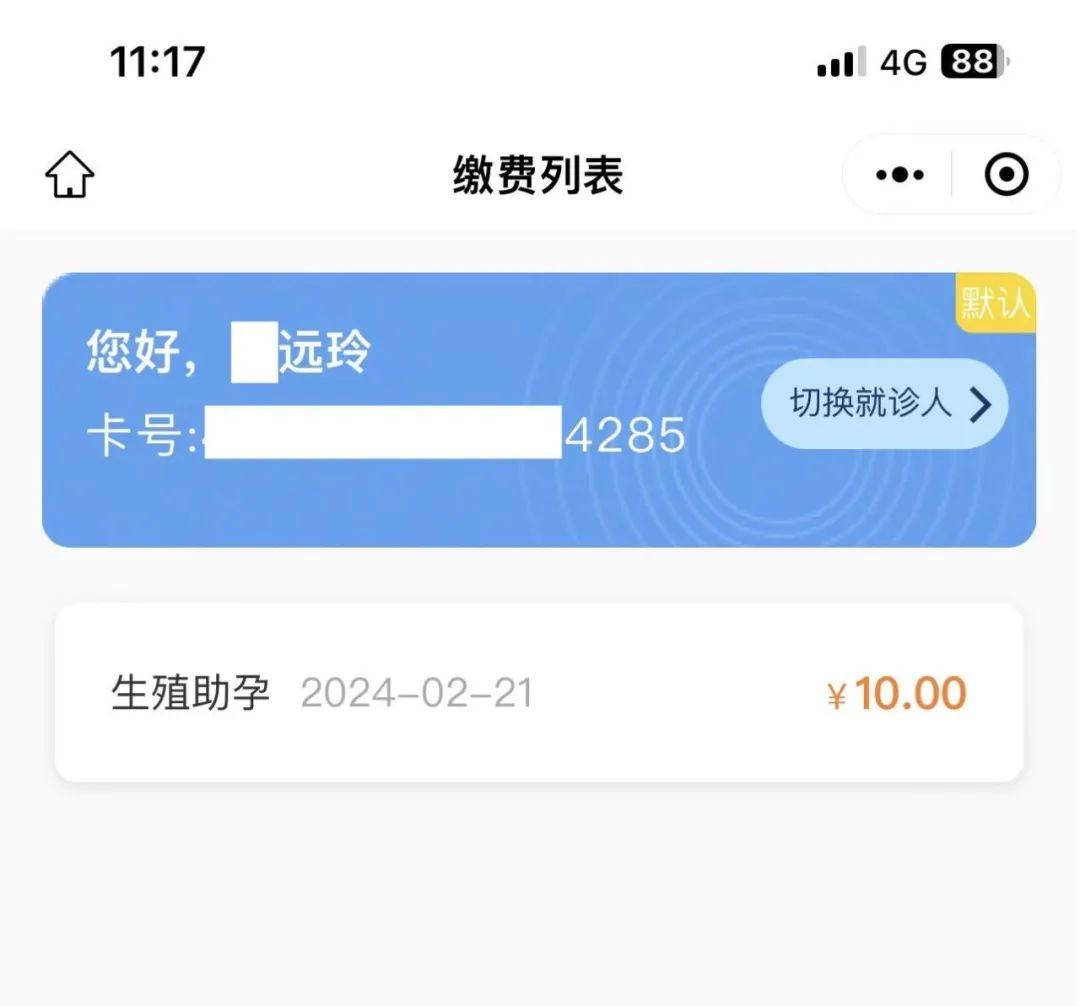 11:17 4G 88
缴费列表
默认
您好，远玲
切换就诊人
卡号:4285
生殖助孕 2024-02-21 ¥10.00